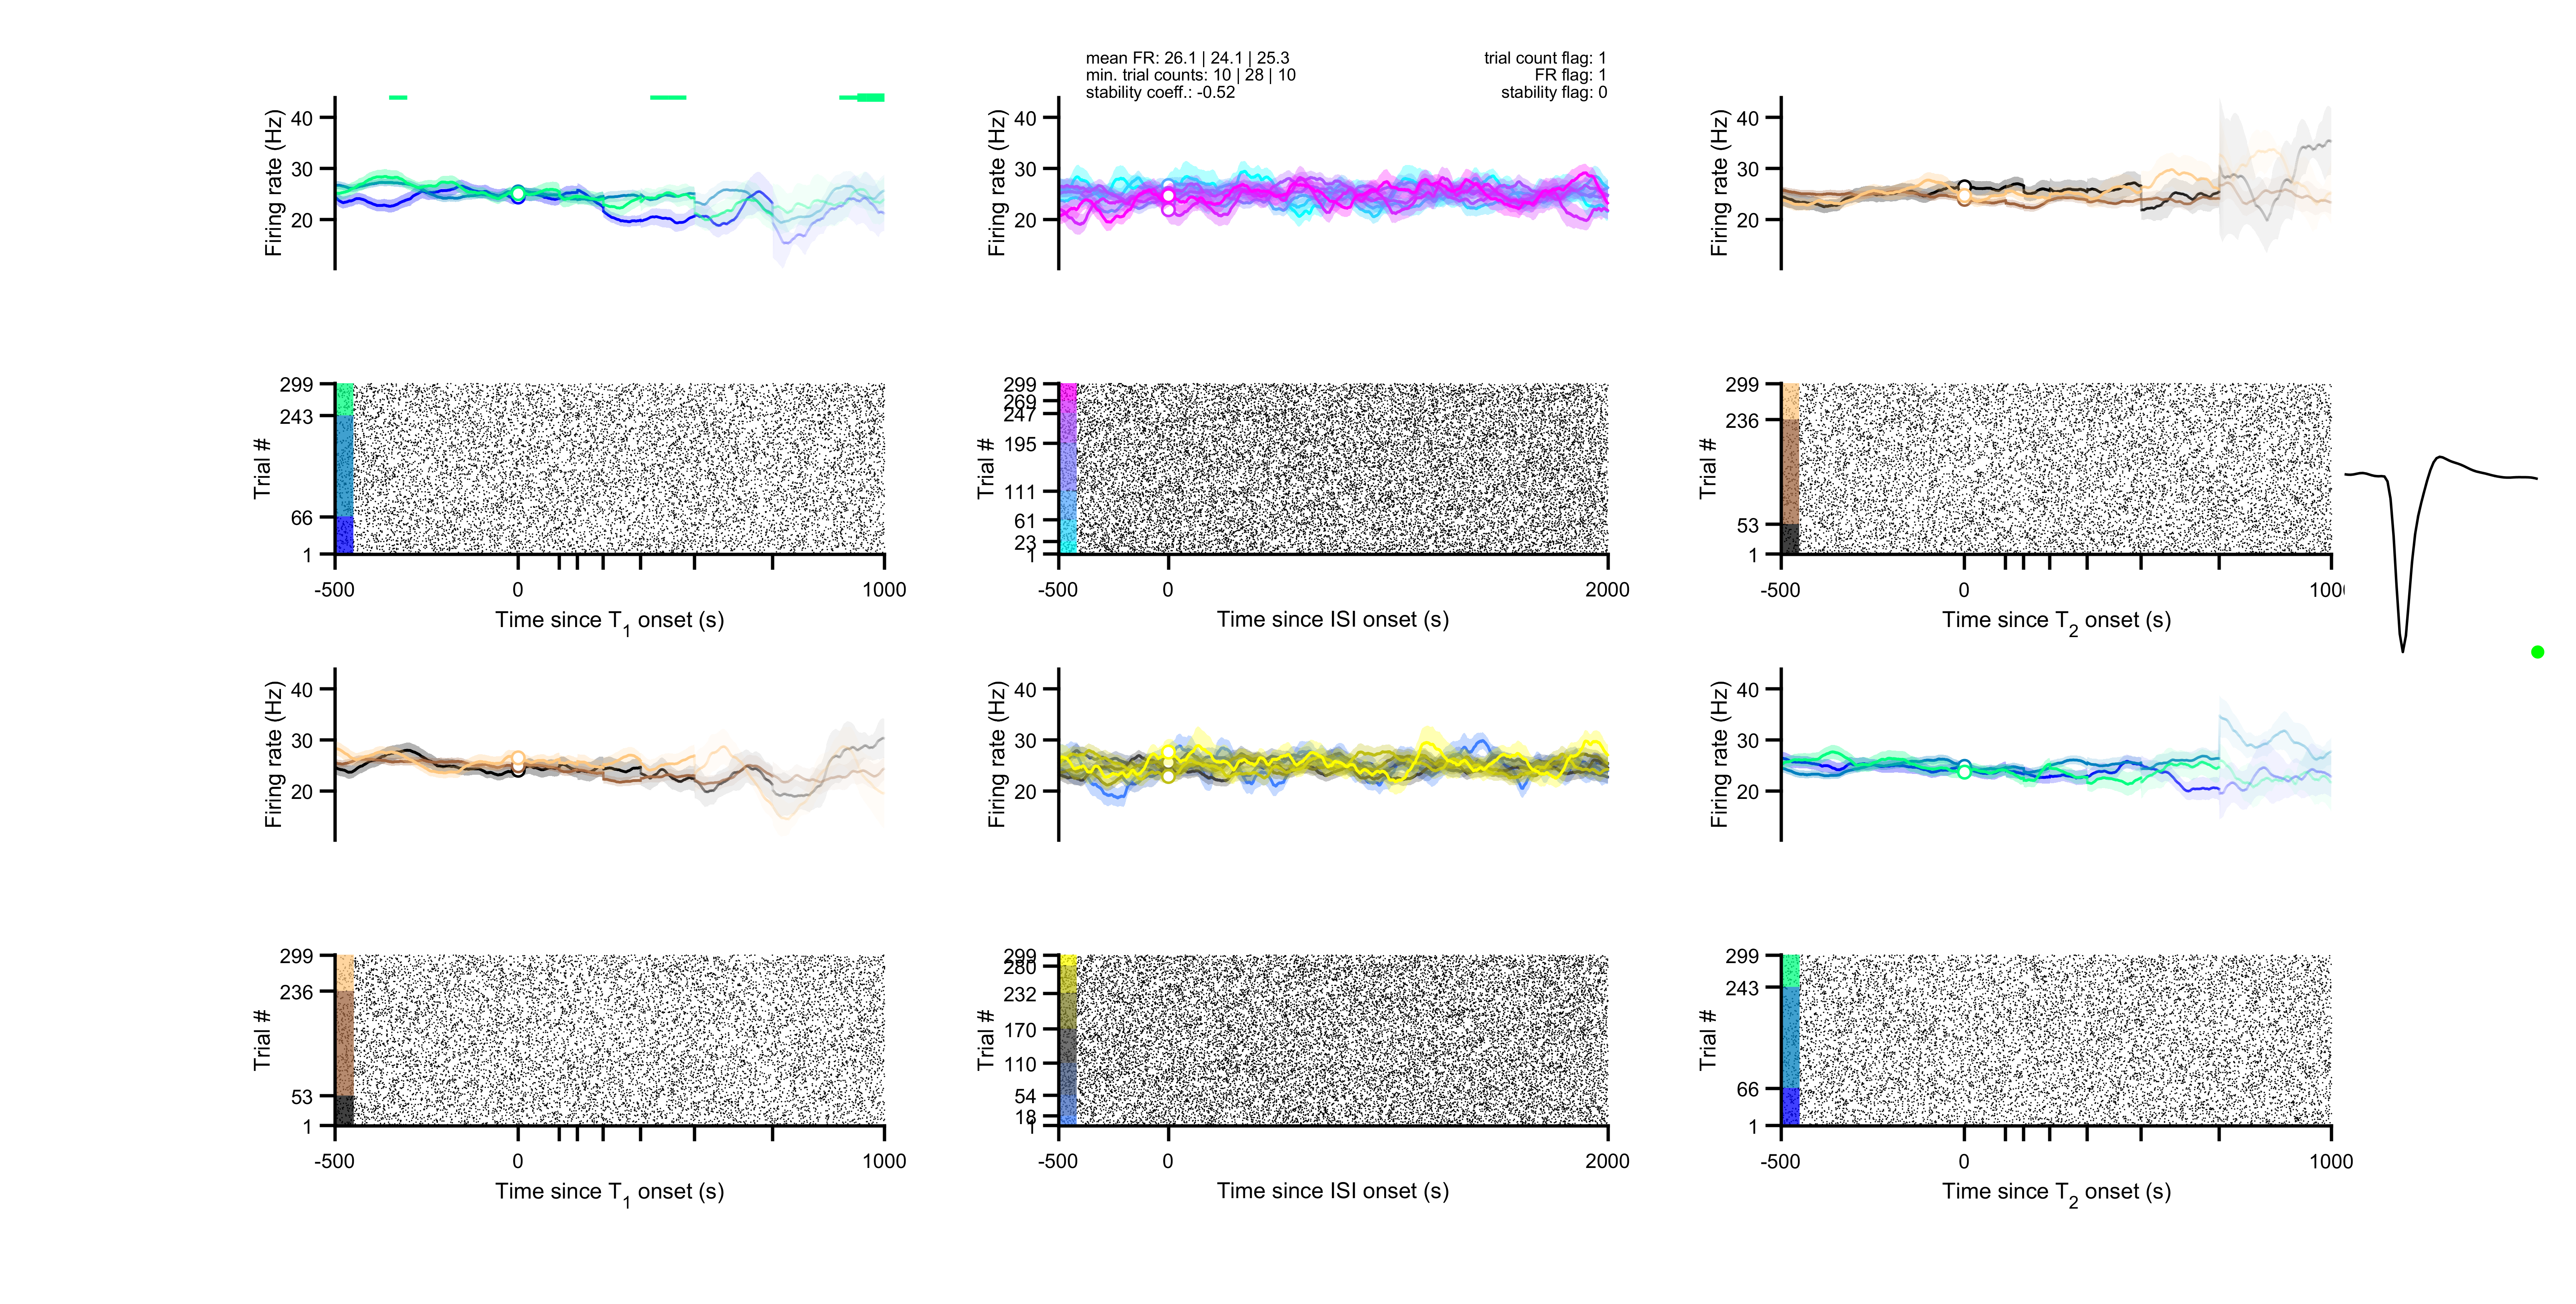 mean FR: 26.1 | 24.1 | 25.3
min. trial counts: 10 | 28 | 10
stability coeff.: -0.52
trial count flag: 1
FR flag: 1
stability flag: 0
Firing rate (Hz)
40
30
20
Firing rate (Hz)
40
30
20
Firing rate (Hz)
40
30
20
Trial #
299
243
66
1
-500
0
1000
Time since T1 onset (s)
Trial #
299
269
247
195
111
61
23
1
-500
0
2000
Time since ISI onset (s)
Trial #
299
236
53
1
-500
0
Time since T2 onset (s)
Firing rate (Hz)
40
30
20
Firing rate (Hz)
40
30
20
Firing rate (Hz)
40
30
20
Trial #
299
236
53
1
-500
0
1000
Time since T1 onset (s)
Trial #
299
280
232
170
110
54
18
1
-500
0
2000
Time since ISI onset (s)
Trial #
299
243
66
1
-500
0
1000
Time since T2 onset (s)